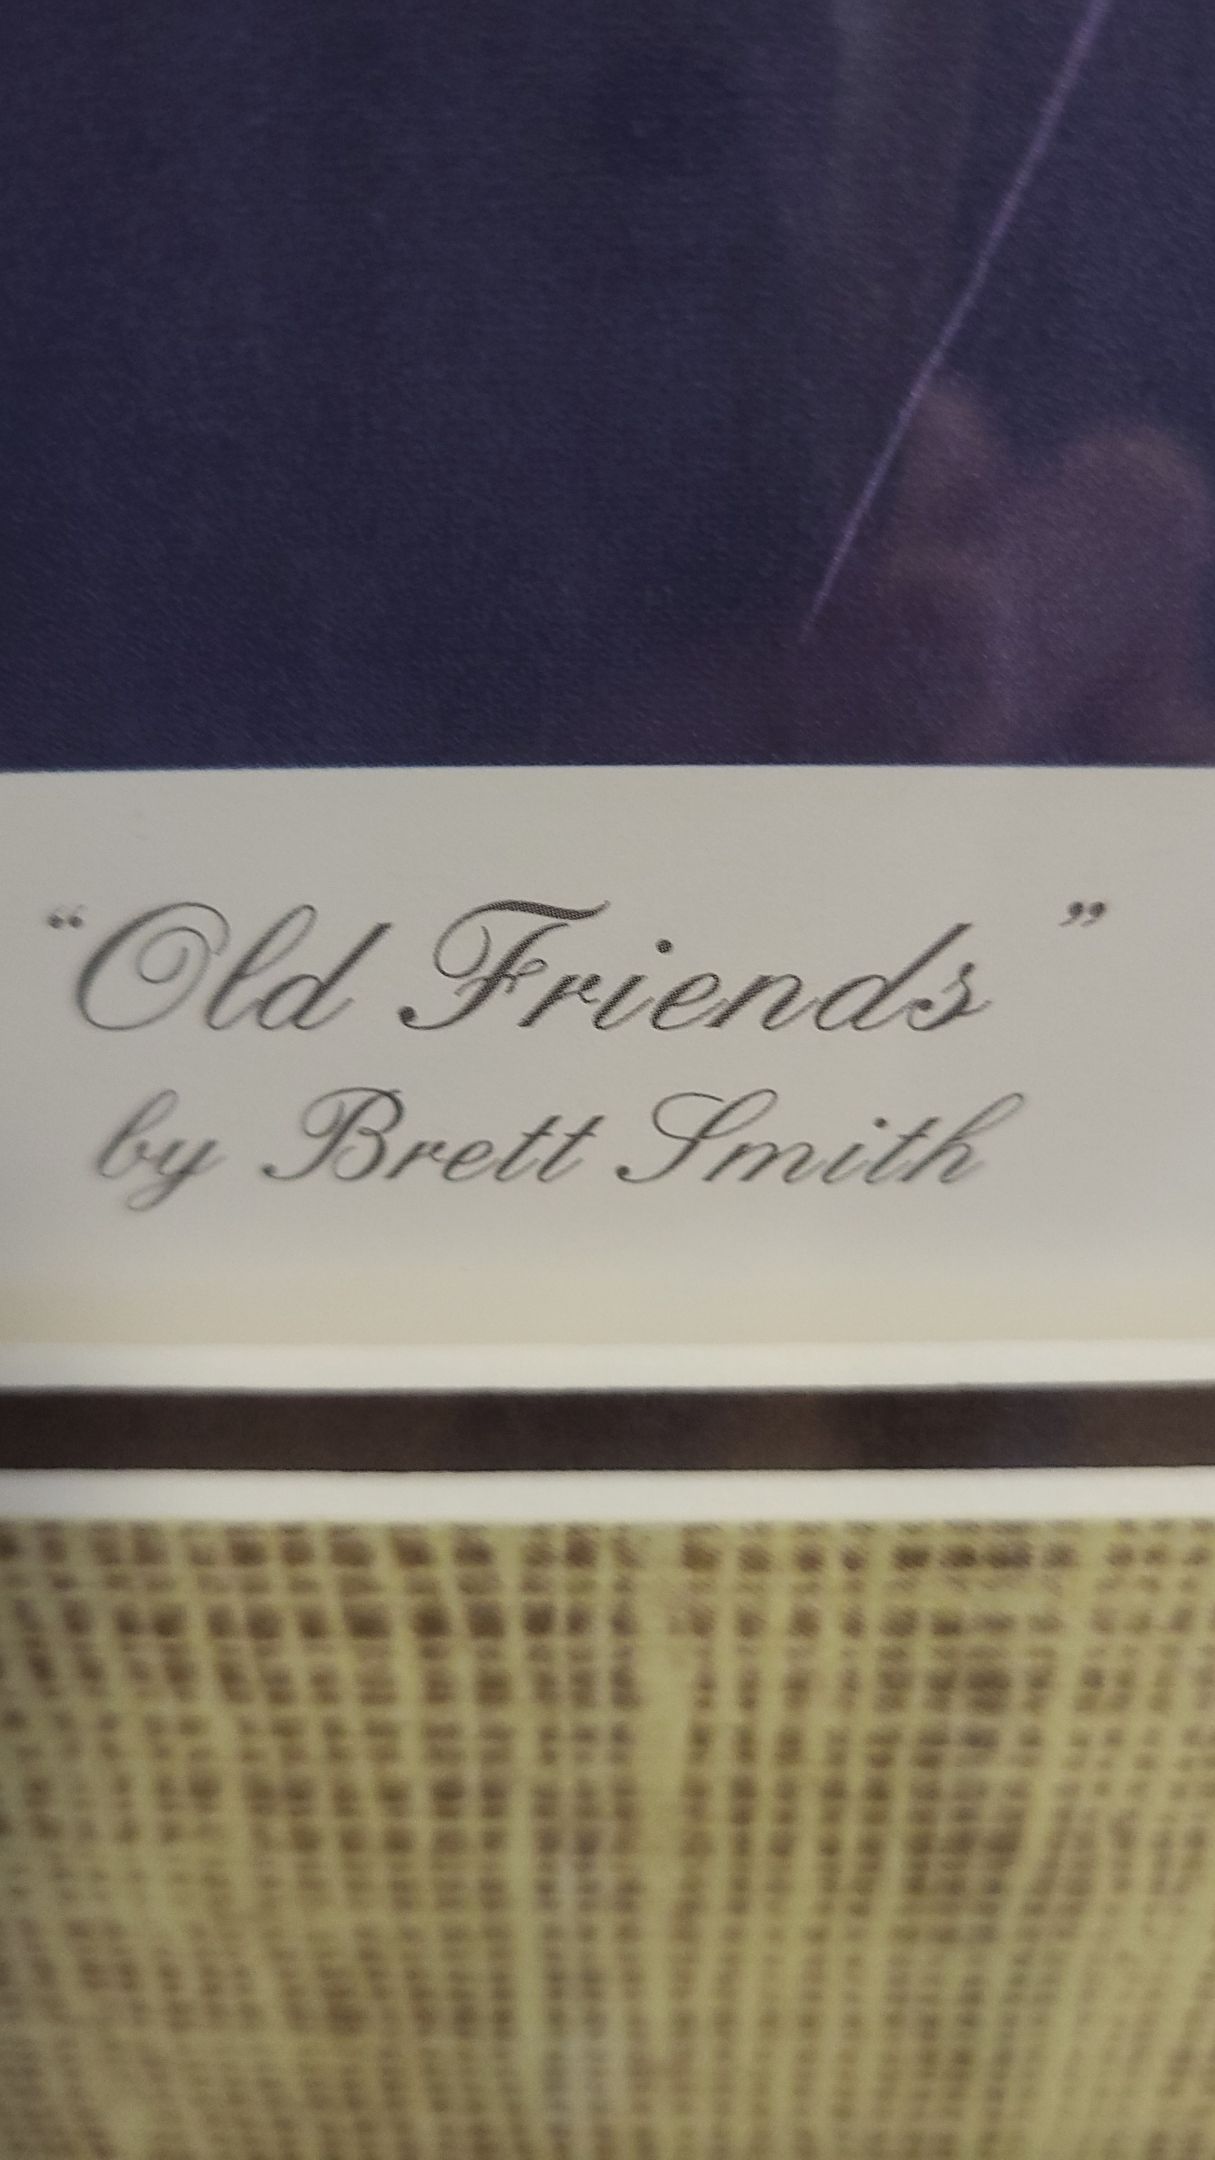 “Old Friends”
by Brett Smith